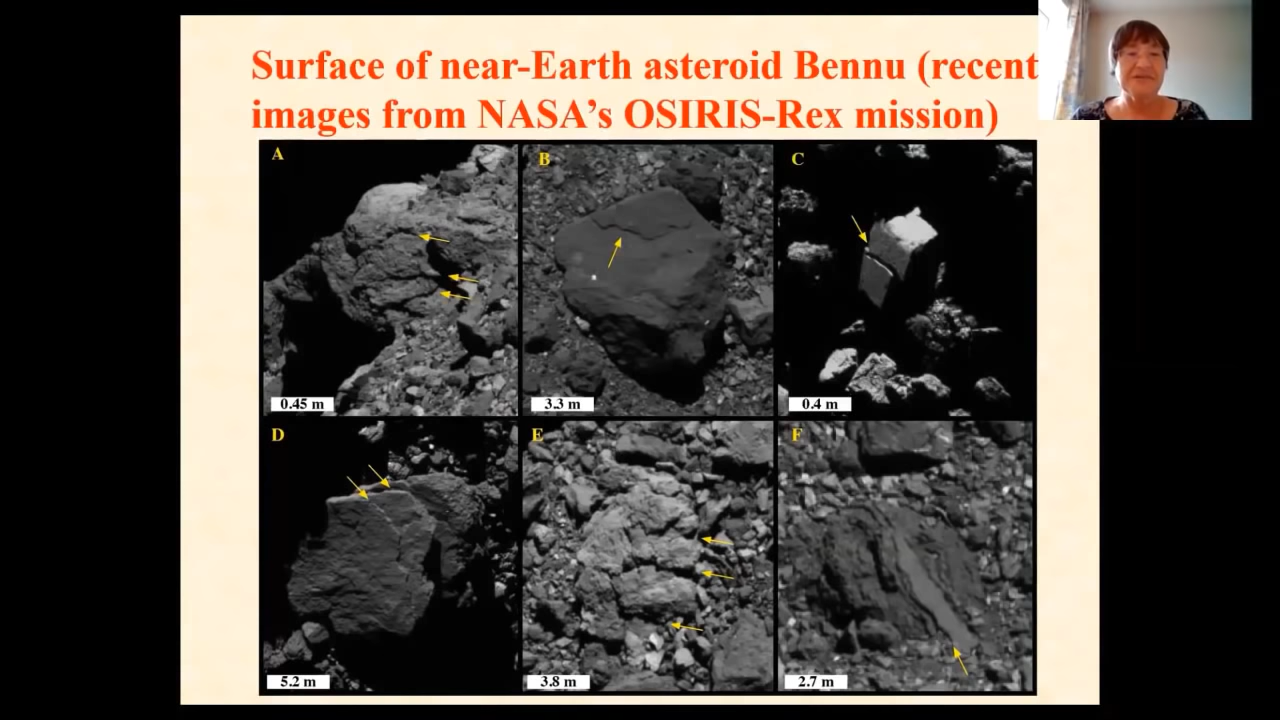 Surface of near-Earth asteroid Bennu (recent
images from NASA’s OSIRIS-Rex mission)
A
B
C
0.45 m
3.3 m
0.4 m
D
E
F
5.2 m
3.8 m
2.7 m